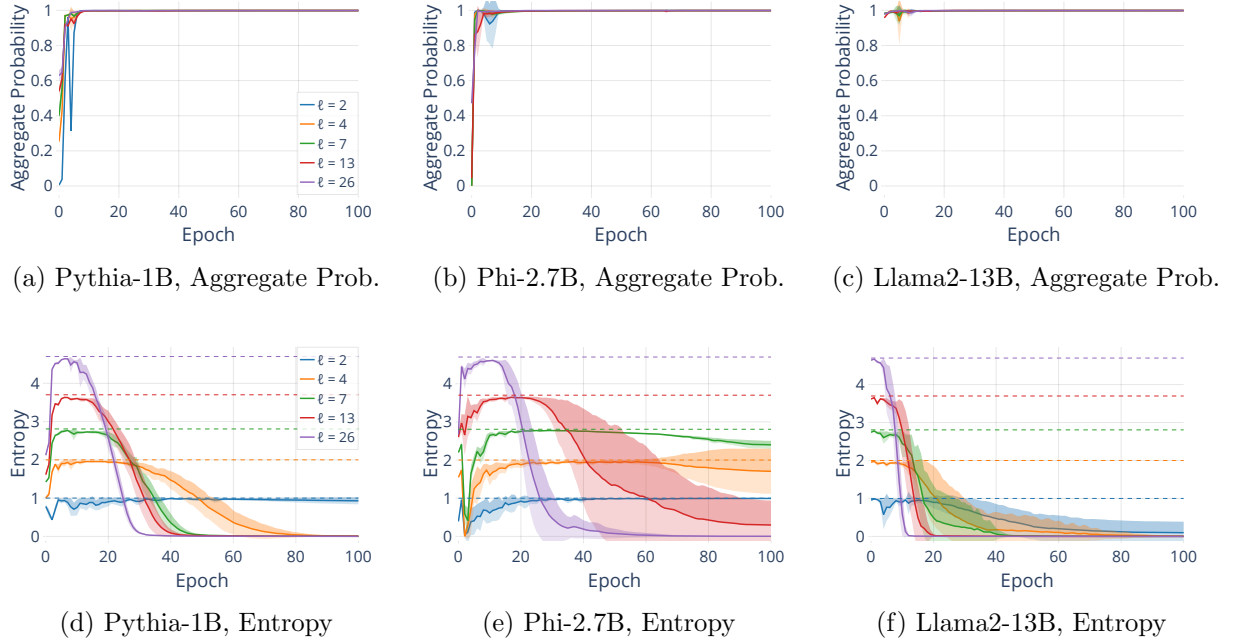 Aggregate Probability
1
0.8
0.6
0.4
0.2
0
0 20 40 60 80 100
Epoch
ℓ = 2
ℓ = 4
ℓ = 7
ℓ = 13
ℓ = 26
(a) Pythia-1B, Aggregate Prob.
Aggregate Probability
1
0.8
0.6
0.4
0.2
0
0 20 40 60 80 100
Epoch
(b) Phi-2.7B, Aggregate Prob.
Aggregate Probability
1
0.8
0.6
0.4
0.2
0
0 20 40 60 80 100
Epoch
(c) Llama2-13B, Aggregate Prob.
Entropy
4
3
2
1
0
0 20 40 60 80 100
Epoch
ℓ = 2
ℓ = 4
ℓ = 7
ℓ = 13
ℓ = 26
(d) Pythia-1B, Entropy
Entropy
4
3
2
1
0
0 20 40 60 80 100
Epoch
(e) Phi-2.7B, Entropy
Entropy
4
3
2
1
0
0 20 40 60 80 100
Epoch
(f) Llama2-13B, Entropy